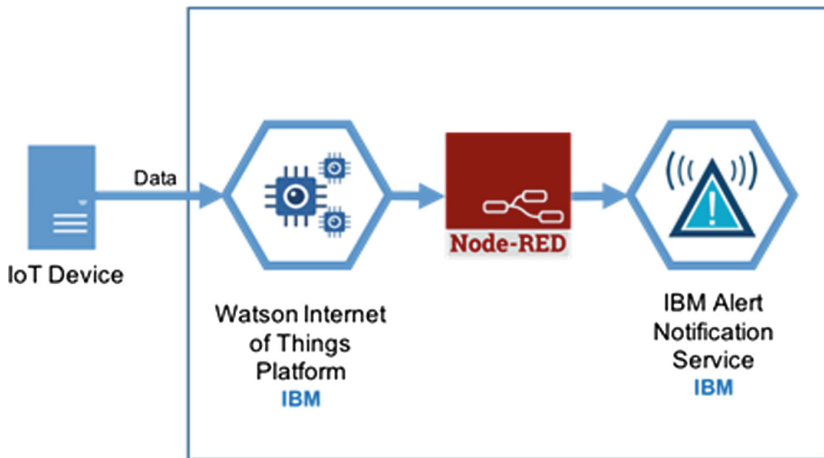 Data
IoT Device
Watson Internet
of Things
Platform
IBM
Node-RED
IBM Alert
Notification
Service
IBM